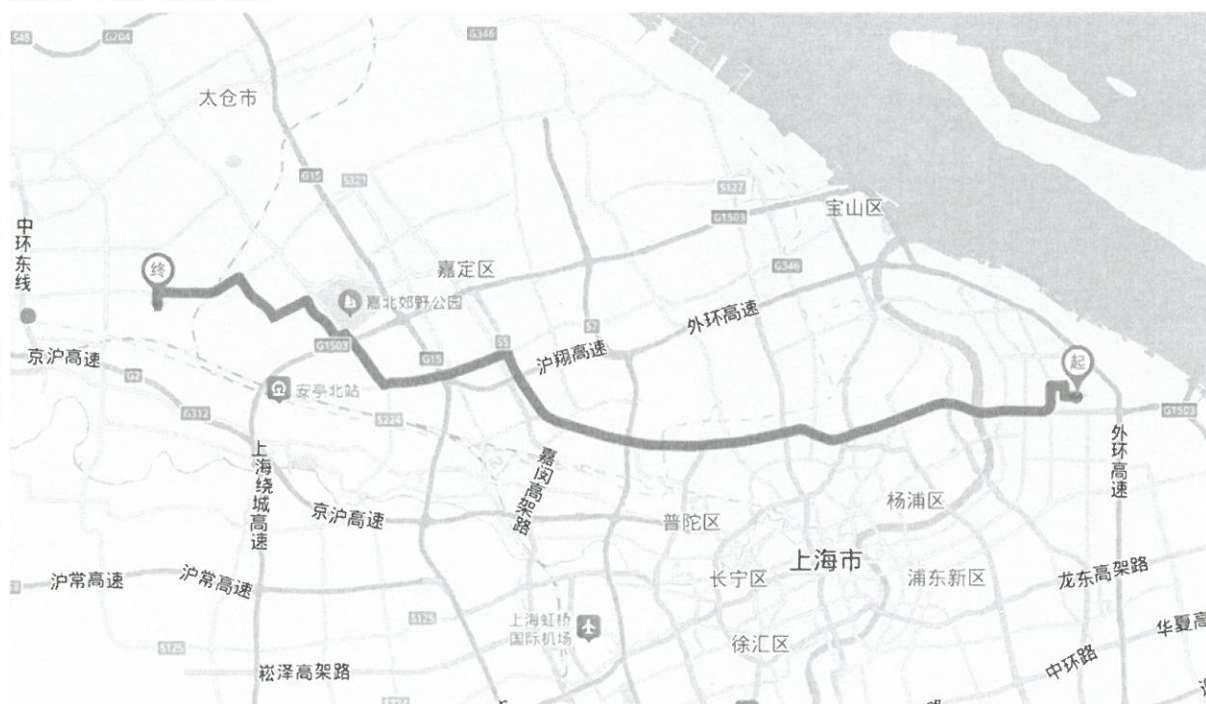 S48
G204
G346
太仓市
G15
S321
S127
G1503
宝山区
中环东线
终
嘉定区
G346
嘉北郊野公园
外环高速
S7
G1503
G15
S5
沪翔高速
起
京沪高速
G2
安亭北站
G312
S224
G1503
上海绕城高速
嘉闵高架路
外环高速
京沪高速
普陀区
杨浦区
上海市
沪常高速
沪常高速
长宁区
浦东新区
龙东高架路
S125
上海虹桥
国际机场
S125
徐汇区
华夏高
中环路
崧泽高架路